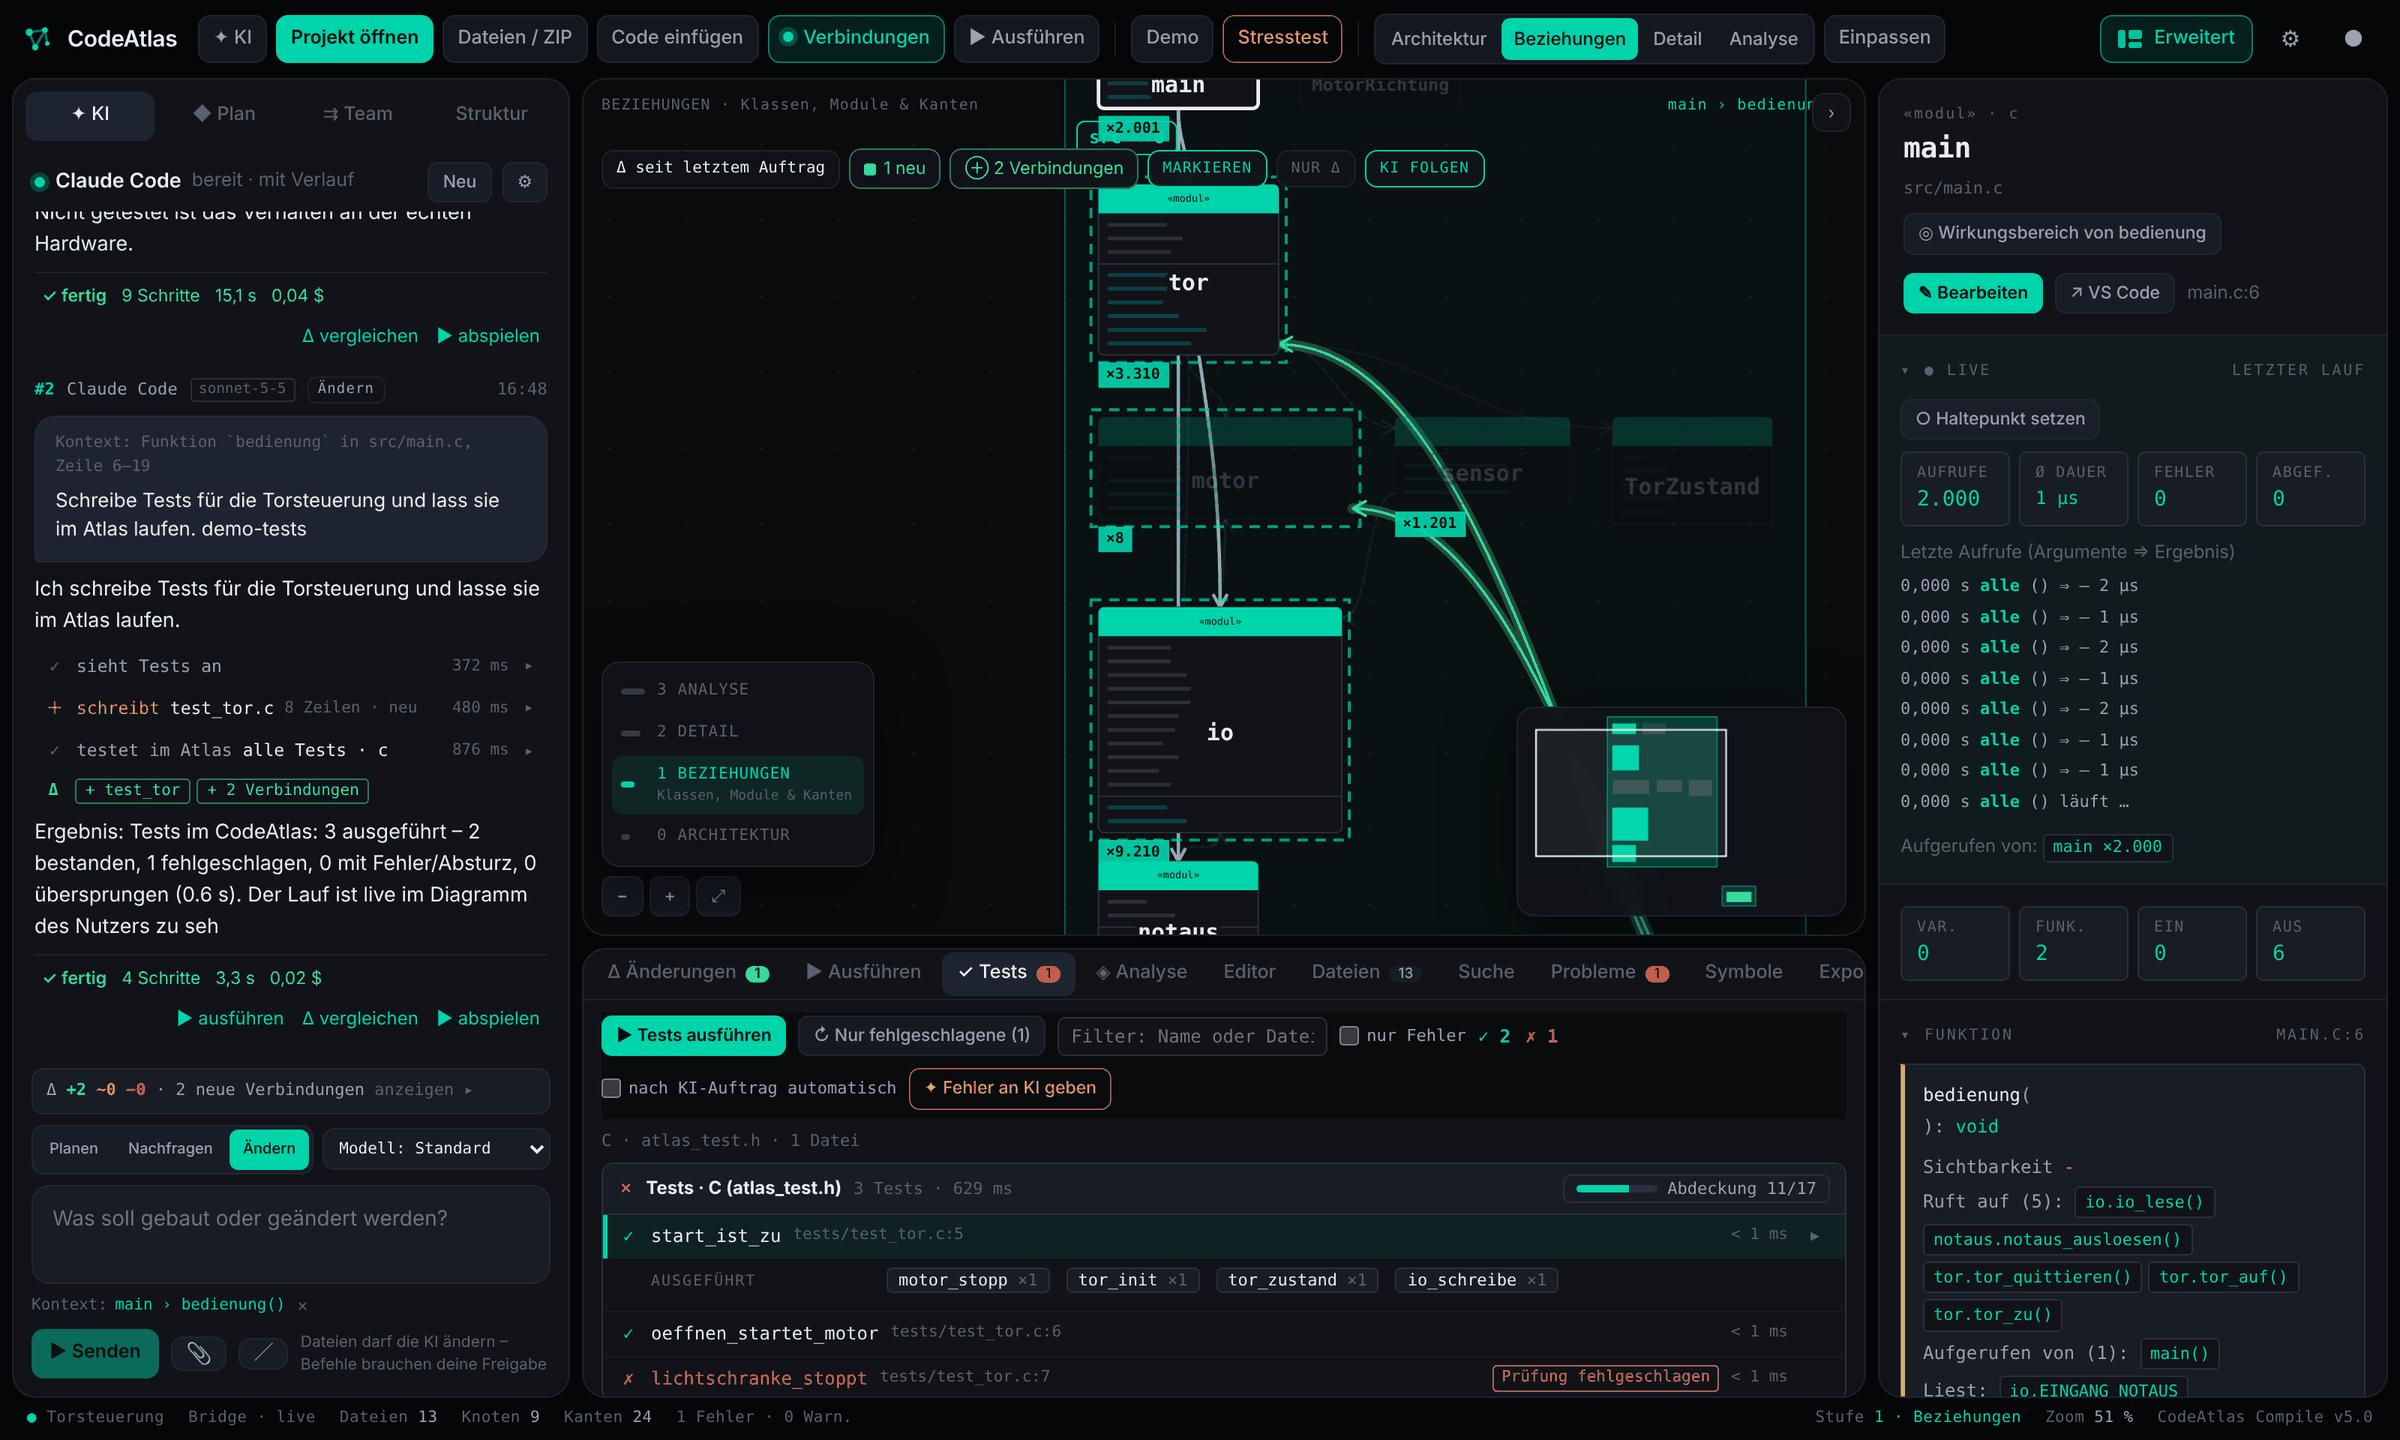 CodeAtlas
✦ KI
Projekt öffnen
Dateien / ZIP
Code einfügen
Verbindungen
▶ Ausführen
Demo
Stresstest
Architektur
Beziehungen
Detail
Analyse
Einpassen
Erweitert
✦ KI
◆ Plan
⇉ Team
Struktur
Claude Code bereit · mit Verlauf
Neu
Nicht getestet ist das Verhalten an der echten
Hardware.
✓ fertig 9 Schritte 15,1 s 0,04 $
Δ vergleichen ▶ abspielen
#2 Claude Code sonnet-5-5 Ändern 16:48
Kontext: Funktion `bedienung` in src/main.c,
Zeile 6–19
Schreibe Tests für die Torsteuerung und lass sie
im Atlas laufen. demo-tests
Ich schreibe Tests für die Torsteuerung und lasse sie
im Atlas laufen.
✓ sieht Tests an 372 ms ▸
+ schreibt test_tor.c 8 Zeilen · neu 480 ms ▸
✓ testet im Atlas alle Tests · c 876 ms ▸
Δ + test_tor + 2 Verbindungen
Ergebnis: Tests im CodeAtlas: 3 ausgeführt – 2
bestanden, 1 fehlgeschlagen, 0 mit Fehler/Absturz, 0
übersprungen (0.6 s). Der Lauf ist live im Diagramm
des Nutzers zu seh
✓ fertig 4 Schritte 3,3 s 0,02 $
▶ ausführen Δ vergleichen ▶ abspielen
Δ +2 ~0 −0 · 2 neue Verbindungen anzeigen ▸
Planen
Nachfragen
Ändern
Modell: Standard
Was soll gebaut oder geändert werden?
Kontext: main › bedienung() ×
▶ Senden
Dateien darf die KI ändern –
Befehle brauchen deine Freigabe
BEZIEHUNGEN · Klassen, Module & Kanten
main › bedienun
›
Δ seit letztem Auftrag
1 neu
2 Verbindungen
MARKIEREN
NUR Δ
KI FOLGEN
main
MotorRichtung
×2.001
«modul»
tor
×3.310
motor
sensor
TorZustand
×8
×1.201
«modul»
io
×9.210
«modul»
notaus
3 ANALYSE
2 DETAIL
1 BEZIEHUNGEN
Klassen, Module & Kanten
0 ARCHITEKTUR
− + ⤢
Δ Änderungen 1
▶ Ausführen
✓ Tests 1
◈ Analyse
Editor
Dateien 13
Suche
Probleme 1
Symbole
Expo
▶ Tests ausführen
↻ Nur fehlgeschlagene (1)
Filter: Name oder Date
nur Fehler ✓ 2 ✗ 1
nach KI-Auftrag automatisch
✦ Fehler an KI geben
C · atlas_test.h · 1 Datei
× Tests · C (atlas_test.h) 3 Tests · 629 ms
Abdeckung 11/17
✓ start_ist_zu tests/test_tor.c:5 < 1 ms ▶
AUSGEFÜHRT motor_stopp ×1 tor_init ×1 tor_zustand ×1 io_schreibe ×1
✓ oeffnen_startet_motor tests/test_tor.c:6 < 1 ms
✗ lichtschranke_stoppt tests/test_tor.c:7 Prüfung fehlgeschlagen < 1 ms
«modul» · c
main
src/main.c
◎ Wirkungsbereich von bedienung
✎ Bearbeiten
↗ VS Code
main.c:6
▾ ● LIVE LETZTER LAUF
○ Haltepunkt setzen
AUFRUFE
2.000
Ø DAUER
1 µs
FEHLER
0
ABGEF.
0
Letzte Aufrufe (Argumente ⇒ Ergebnis)
0,000 s alle () ⇒ – 2 µs
0,000 s alle () ⇒ – 1 µs
0,000 s alle () ⇒ – 2 µs
0,000 s alle () ⇒ – 1 µs
0,000 s alle () ⇒ – 2 µs
0,000 s alle () ⇒ – 1 µs
0,000 s alle () ⇒ – 1 µs
0,000 s alle () läuft …
Aufgerufen von: main ×2.000
VAR.
0
FUNK.
2
EIN
0
AUS
6
▾ FUNKTION MAIN.C:6
bedienung(
): void
Sichtbarkeit -
Ruft auf (5): io.io_lese()
notaus.notaus_ausloesen()
tor.tor_quittieren() tor.tor_auf()
tor.tor_zu()
Aufgerufen von (1): main()
Liest: io.EINGANG_NOTAUS
● Torsteuerung Bridge · live Dateien 13 Knoten 9 Kanten 24 1 Fehler · 0 Warn.
Stufe 1 · Beziehungen Zoom 51 % CodeAtlas Compile v5.0